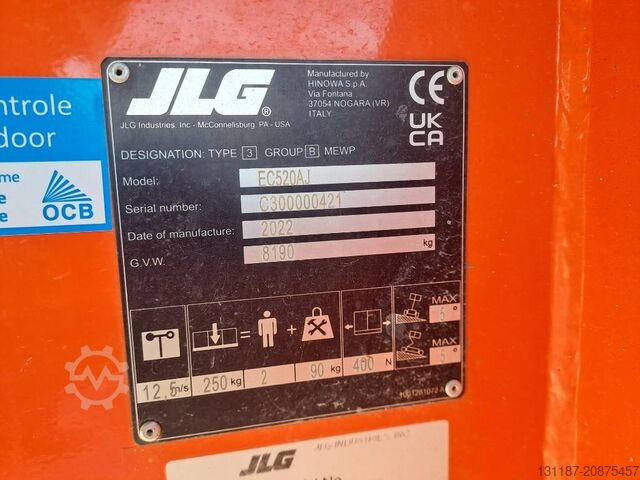 ntrole
door
me
e
e
OCB
JLG®
JLG Industries. Inc - McConnellsburg PA - USA
Manufactured by
HINOWA S.p.A.
Via Fontana
37054 NOGARA (VR)
ITALY
CE
UK
CA
DESIGNATION: TYPE 3 GROUP B MEWP
Model: EC520AJ
Serial number: C300000421
Date of manufacture: 2022
G.V.W. 8190 kg
12.5 m/s
250 kg = 2 + 90 kg
400 N
MAX
5°
MAX
5°
1001281072 A
JLG
131187-20875457